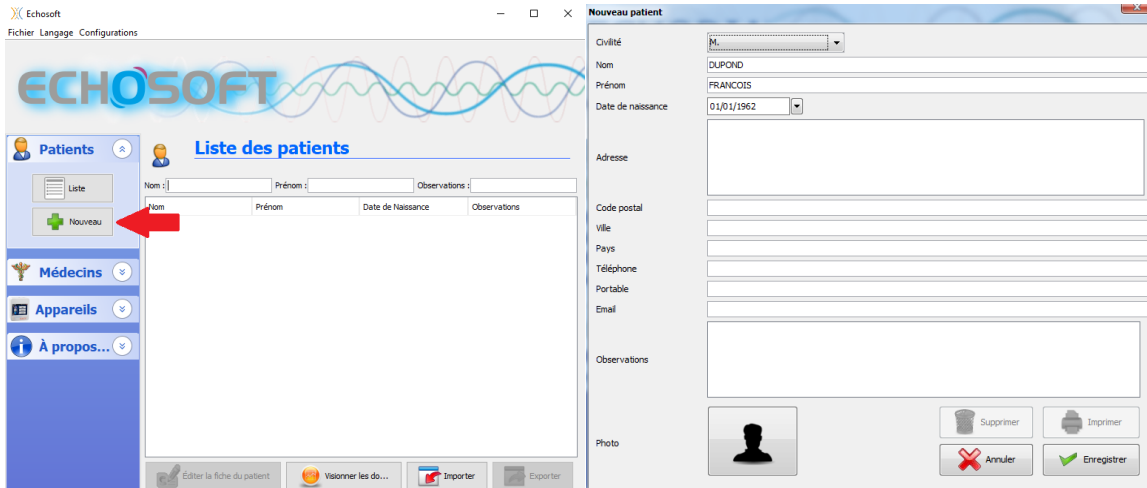 Echosoft
Fichier Langage Configurations
ECHOSOFT
Patients
Liste
Nouveau
Médecins
Appareils
À propos...
Liste des patients
Nom :
Prénom :
Observations :
Nom Prénom Date de Naissance Observations
Éditer la fiche du patient
Visionner les do...
Importer
Exporter
Nouveau patient
Civilité M.
Nom DUPOND
Prénom FRANCOIS
Date de naissance 01/01/1962
Adresse
Code postal
Ville
Pays
Téléphone
Portable
Email
Observations
Photo
Supprimer
Imprimer
Annuler
Enregistrer